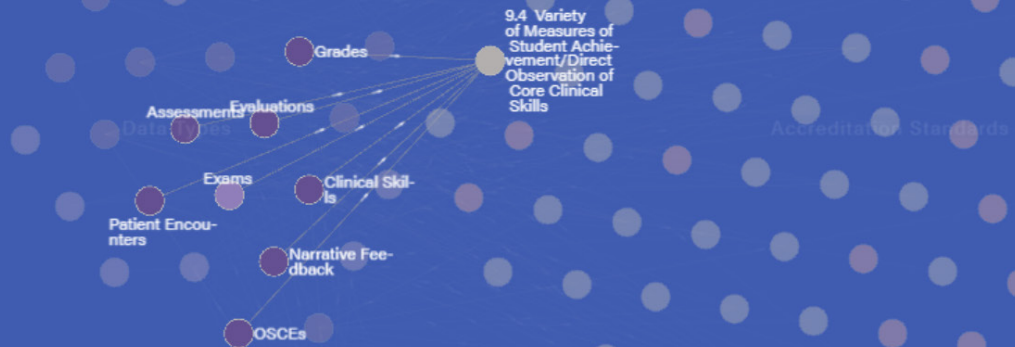 9.4 Variety
of Measures of
Student Achie-
vement/Direct
Observation of
Core Clinical
Skills
Grades
Evaluations
Assessments
Data Types
Accreditation Standards
Exams
Clinical Skil-
ls
Patient Encou-
nters
Narrative Fee-
dback
OSCEs